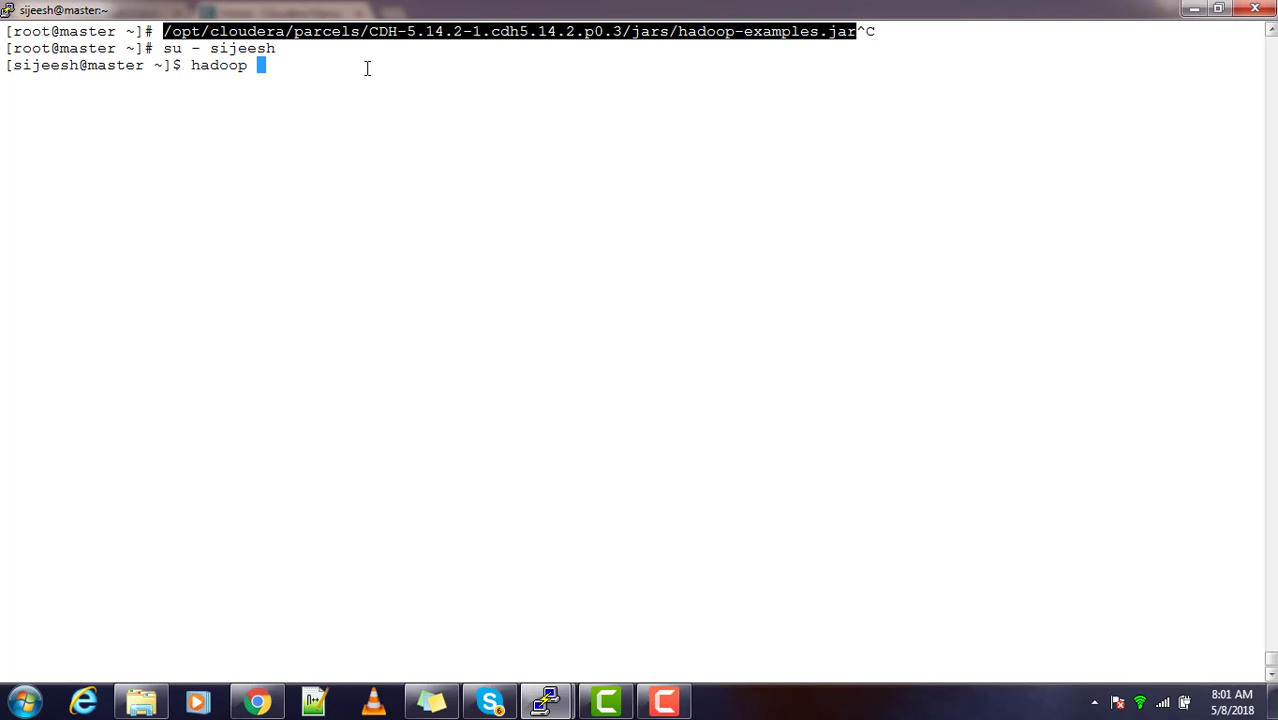 sijeesh@master:~
[root@master ~]# /opt/cloudera/parcels/CDH-5.14.2-1.cdh5.14.2.p0.3/jars/hadoop-examples.jar^C
[root@master ~]# su - sijeesh
[sijeesh@master ~]$ hadoop
8:01 AM
5/8/2018